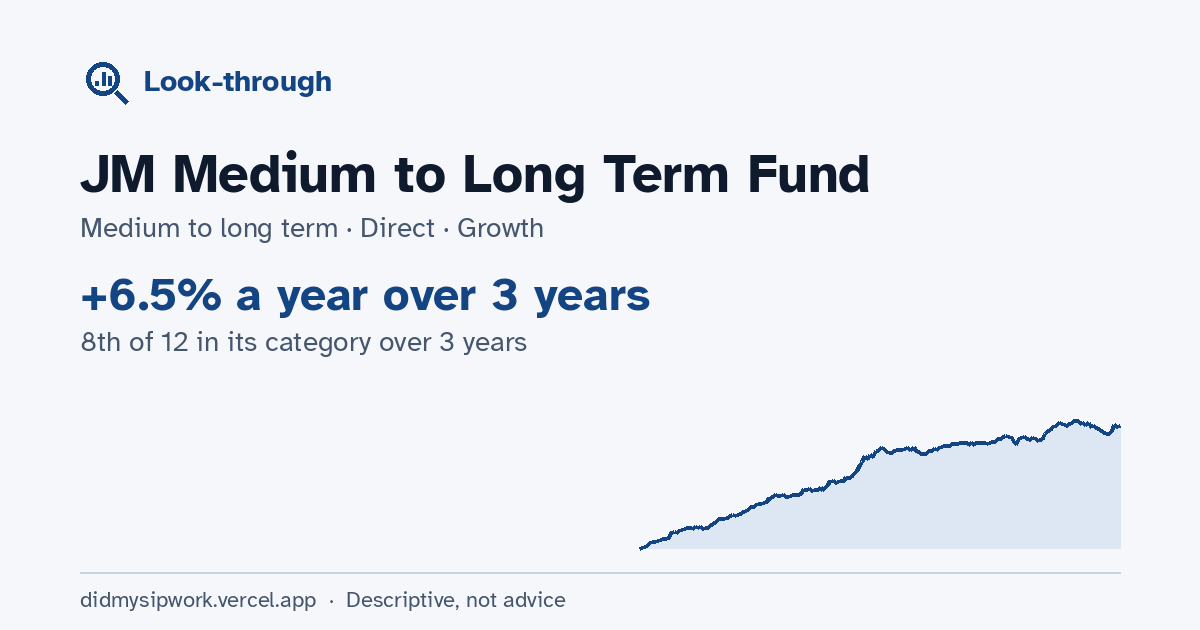 Look-through
JM Medium to Long Term Fund
Medium to long term · Direct · Growth
+6.5% a year over 3 years
8th of 12 in its category over 3 years
didmysipwork.vercel.app · Descriptive, not advice